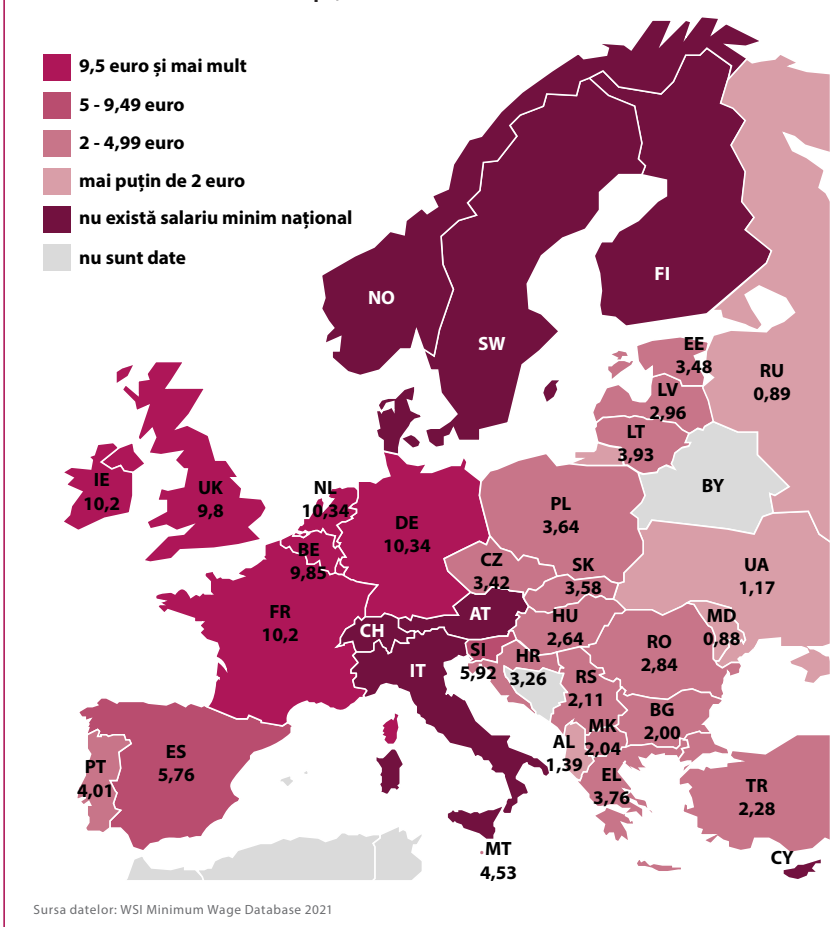 9,5 euro și mai mult
5 - 9,49 euro
2 - 4,99 euro
mai puțin de 2 euro
nu există salariu minim național
nu sunt date
NO
FI
SW
EE
3,48
RU
0,89
LV
2,96
LT
3,93
BY
IE
10,2
UK
9,8
NL
10,34
DE
10,34
PL
3,64
BE
9,85
CZ
3,42
SK
3,58
UA
1,17
FR
10,2
CH
AT
HU
2,64
MD
0,88
RO
2,84
IT
SI
5,92
HR
3,26
RS
2,11
BG
2,00
MK
2,04
AL
1,39
EL
3,76
ES
5,76
PT
4,01
TR
2,28
MT
4,53
CY
Sursa datelor: WSI Minimum Wage Database 2021